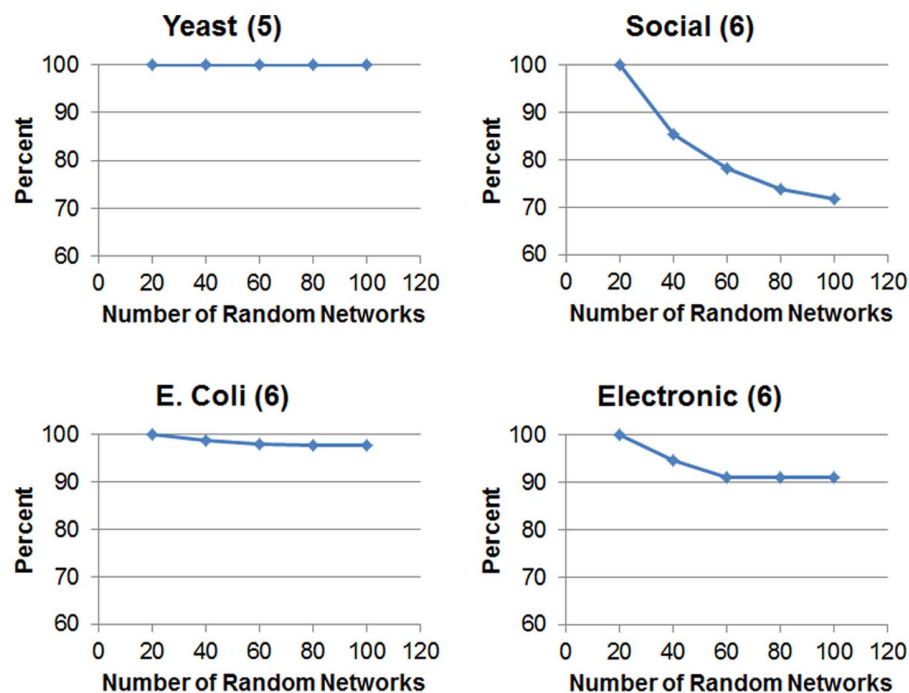 Yeast (5)
100
90
80
70
60
Percent
0 20 40 60 80 100 120
Number of Random Networks
Social (6)
100
90
80
70
60
Percent
0 20 40 60 80 100 120
Number of Random Networks
E. Coli (6)
100
90
80
70
60
Percent
0 20 40 60 80 100 120
Number of Random Networks
Electronic (6)
100
90
80
70
60
Percent
0 20 40 60 80 100 120
Number of Random Networks